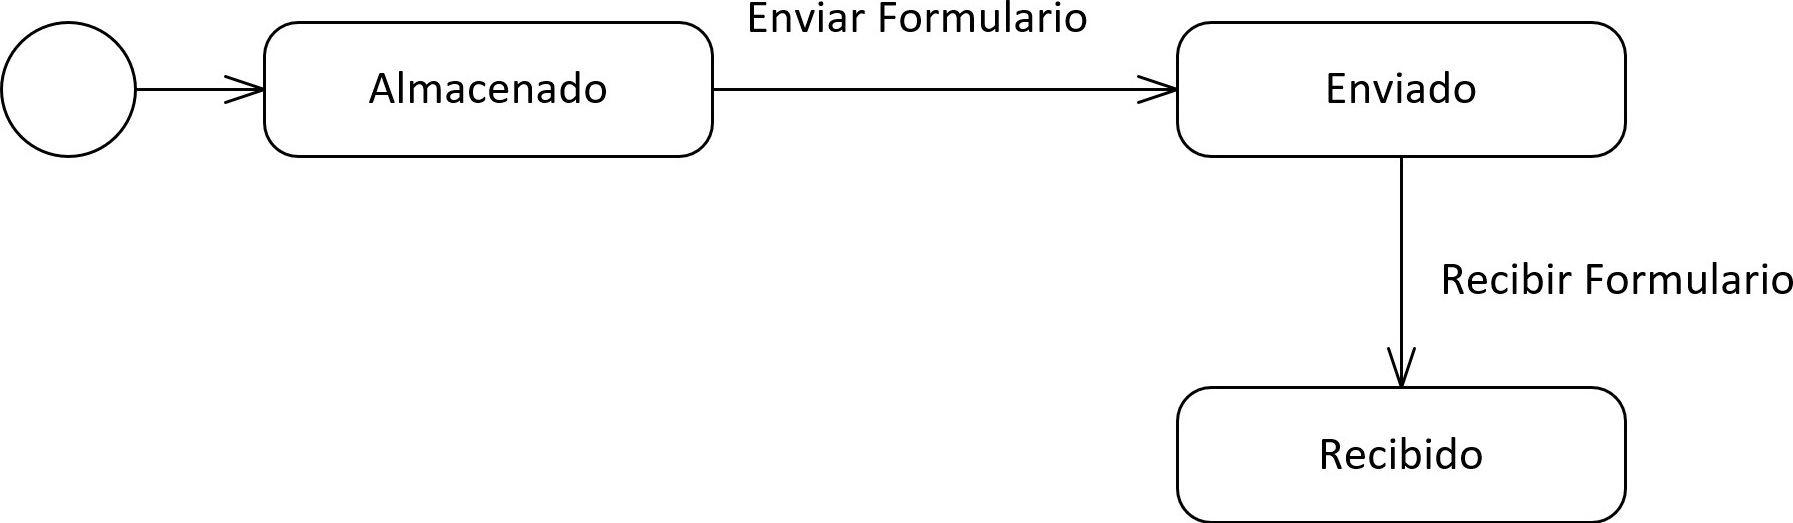 Enviar Formulario
Almacenado
Enviado
Recibir Formulario
Recibido